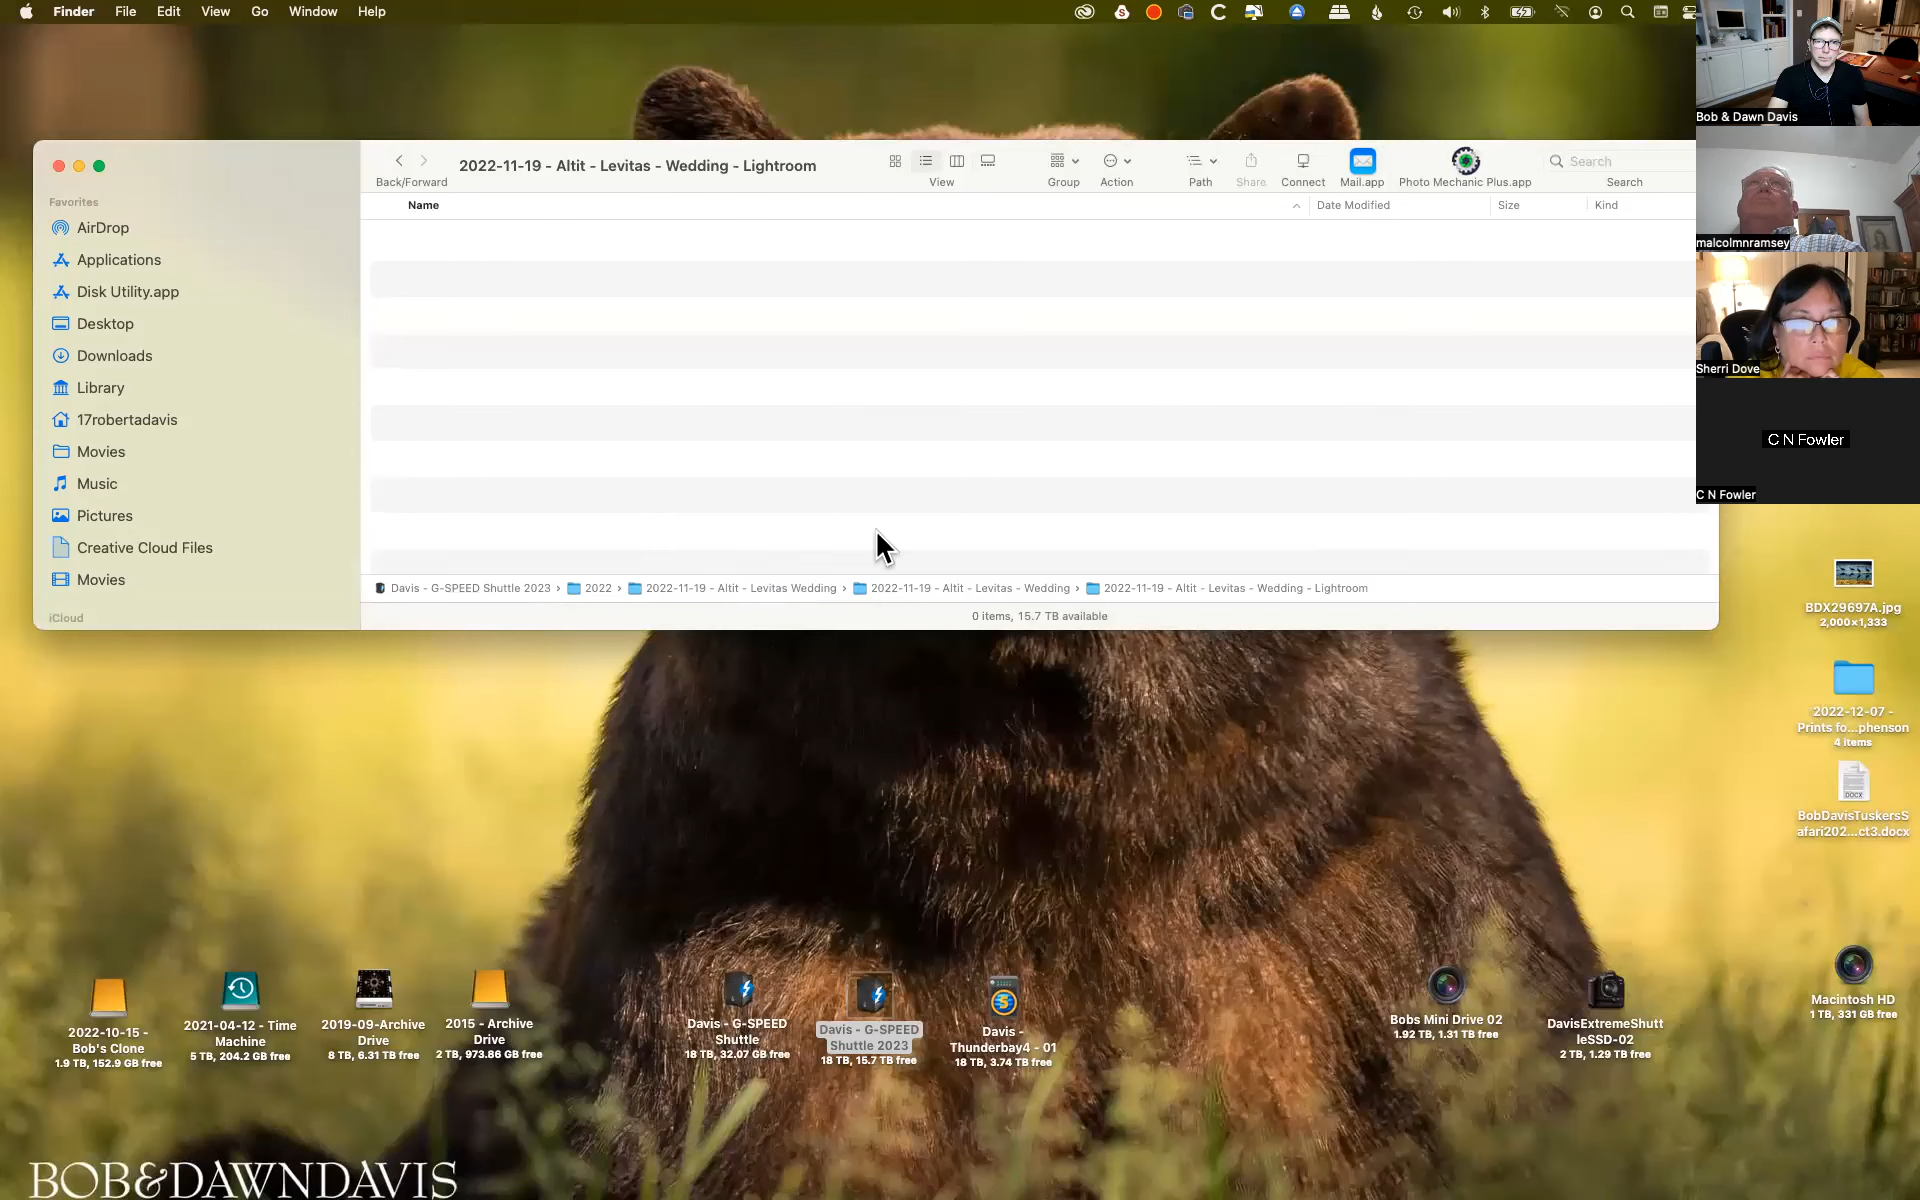 Finder File Edit View Go Window Help
Bob & Dawn Davis
malcolmnramsey
Sherri Dove
C N Fowler
C N Fowler
Back/Forward
2022-11-19 - Altit - Levitas - Wedding - Lightroom
View
Group
Action
Path
Share
Connect
Mail.app
Photo Mechanic Plus.app
Search
Search
Name
Date Modified
Size
Kind
Favorites
AirDrop
Applications
Disk Utility.app
Desktop
Downloads
Library
17robertadavis
Movies
Music
Pictures
Creative Cloud Files
Movies
iCloud
Davis - G-SPEED Shuttle 2023 › 2022 › 2022-11-19 - Altit - Levitas Wedding › 2022-11-19 - Altit - Levitas - Wedding › 2022-11-19 - Altit - Levitas - Wedding - Lightroom
0 items, 15.7 TB available
BDX29697A.jpg
2,000×1,333
2022-12-07 -
Prints fo...phenson
4 items
DOCX
BobDavisTuskersS
afari202...ct3.docx
Macintosh HD
1 TB, 331 GB free
2022-10-15 -
Bob's Clone
1.9 TB, 152.9 GB free
2021-04-12 - Time
Machine
5 TB, 204.2 GB free
2019-09-Archive
Drive
8 TB, 6.31 TB free
2015 - Archive
Drive
2 TB, 973.86 GB free
Davis - G-SPEED
Shuttle
18 TB, 32.07 GB free
Davis - G-SPEED
Shuttle 2023
18 TB, 15.7 TB free
Davis -
Thunderbay4 - 01
18 TB, 3.74 TB free
Bobs Mini Drive 02
1.92 TB, 1.31 TB free
DavisExtremeShutt
leSSD-02
2 TB, 1.29 TB free
BOB&DAWNDAVIS